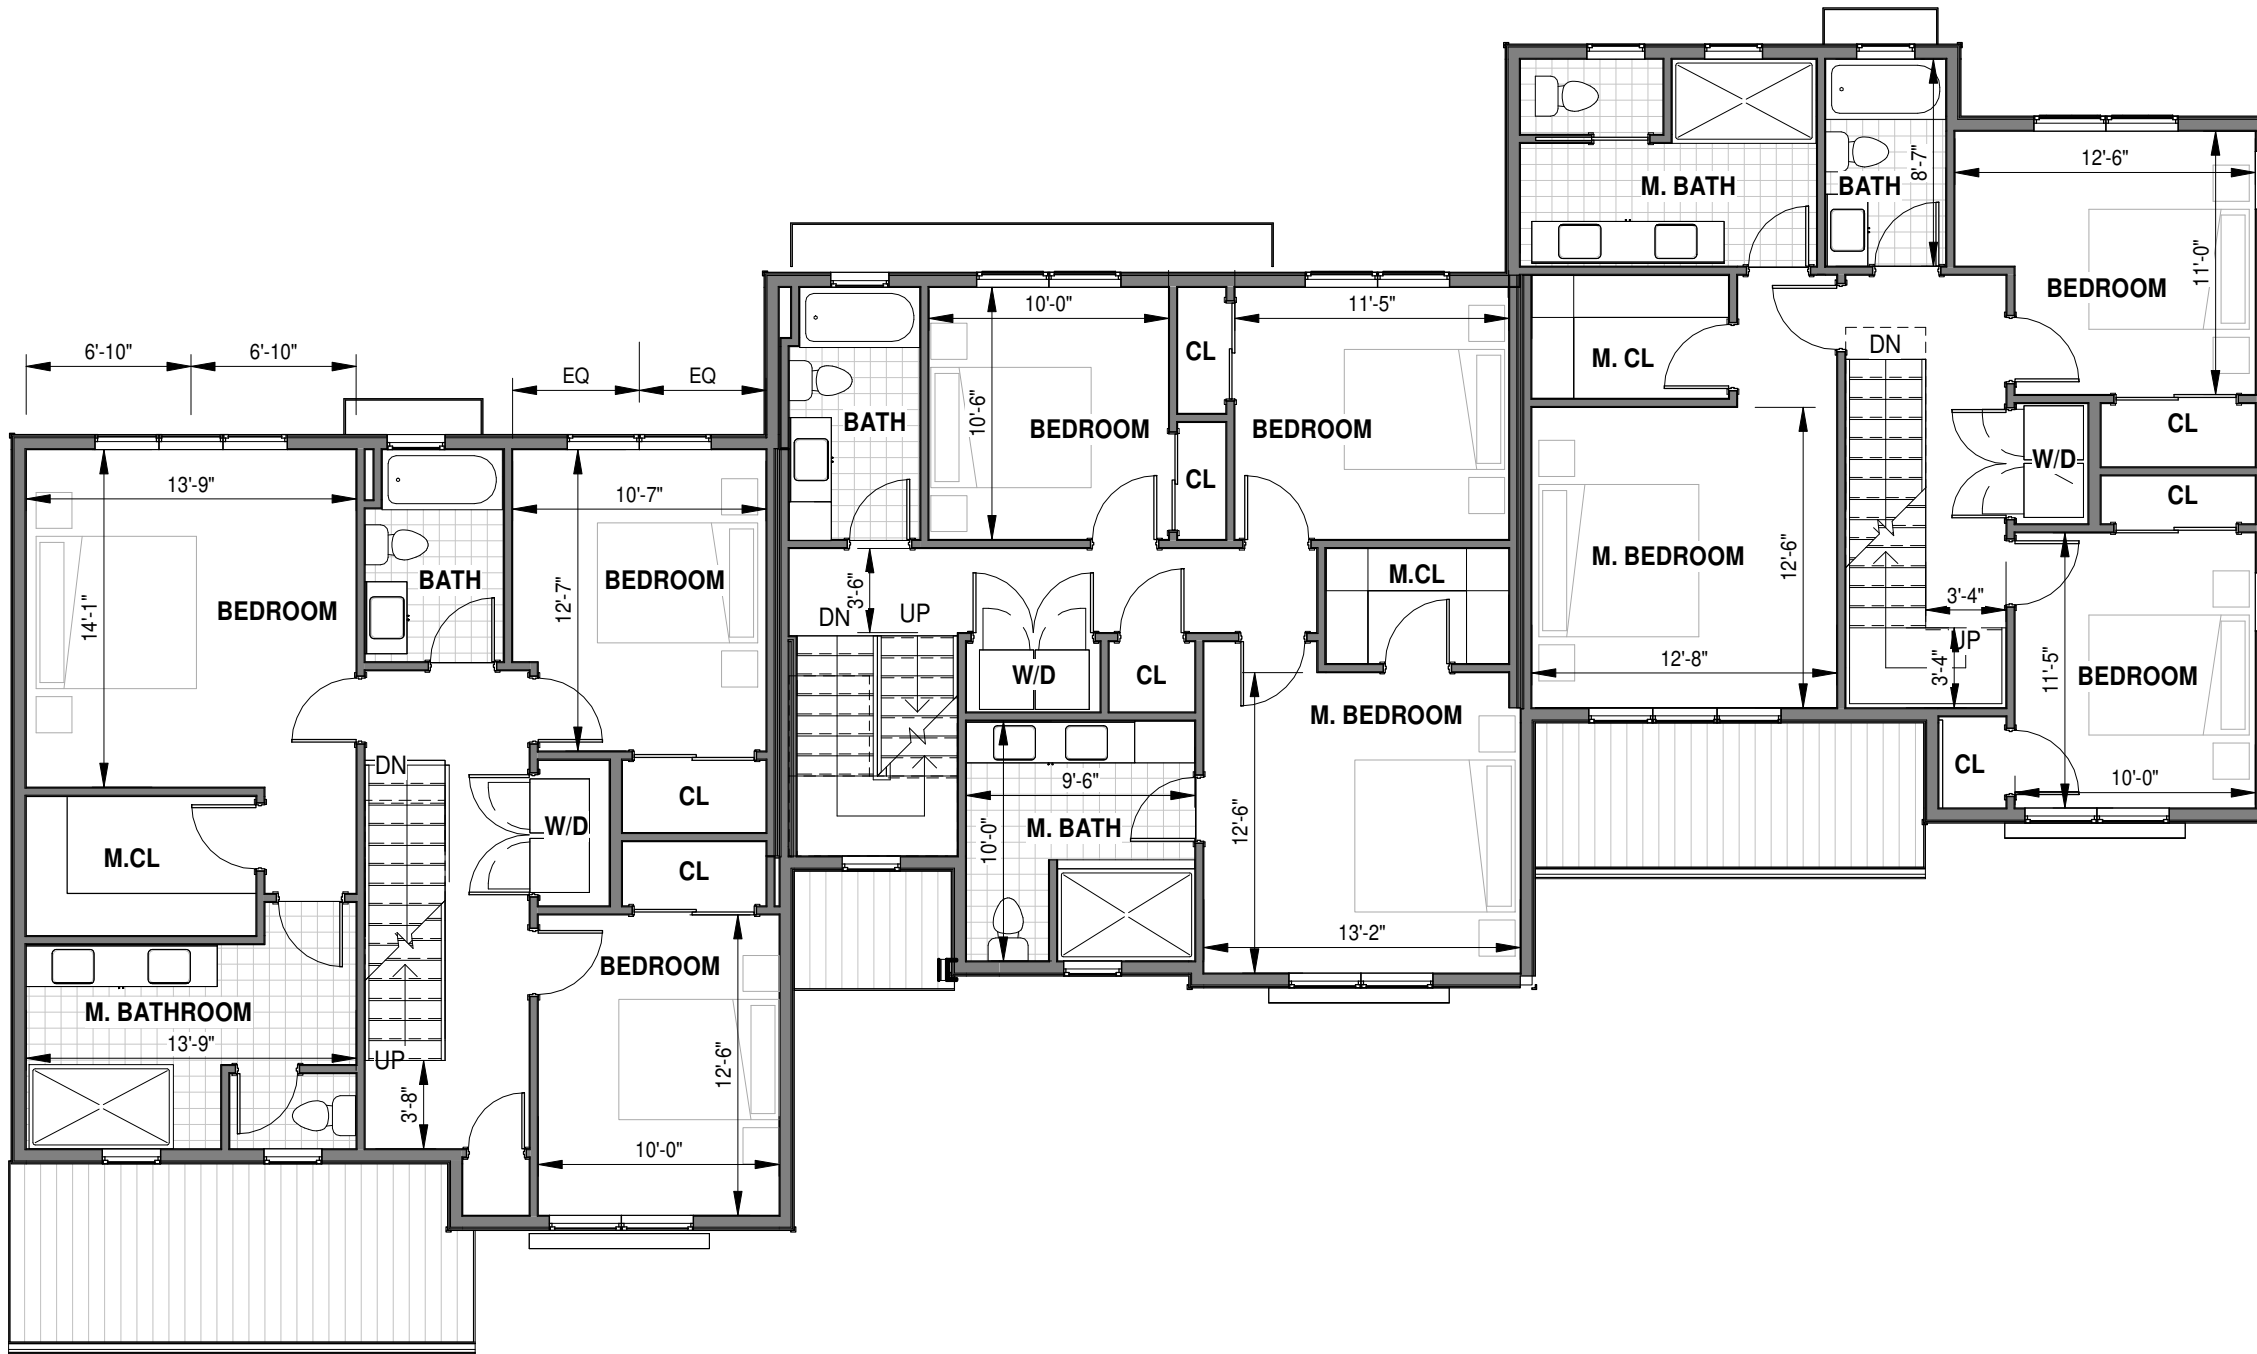 6'-10"
6'-10"
EQ
EQ
13'-9"
14'-1"
BEDROOM
BATH
10'-7"
12'-7"
BEDROOM
DN
M.CL
W/D
CL
CL
M. BATHROOM
13'-9"
UP
3'-8"
BEDROOM
12'-6"
10'-0"
BATH
10'-0"
10'-6"
BEDROOM
CL
CL
11'-5"
BEDROOM
3'-6"
DN
UP
W/D
CL
M.CL
M. BEDROOM
9'-6"
10'-0"
M. BATH
12'-6"
13'-2"
M. BATH
BATH
8'-7"
12'-6"
11'-0"
BEDROOM
M. CL
DN
CL
W/D
CL
M. BEDROOM
12'-6"
12'-8"
3'-4"
UP
3'-4"
11'-5"
BEDROOM
CL
10'-0"